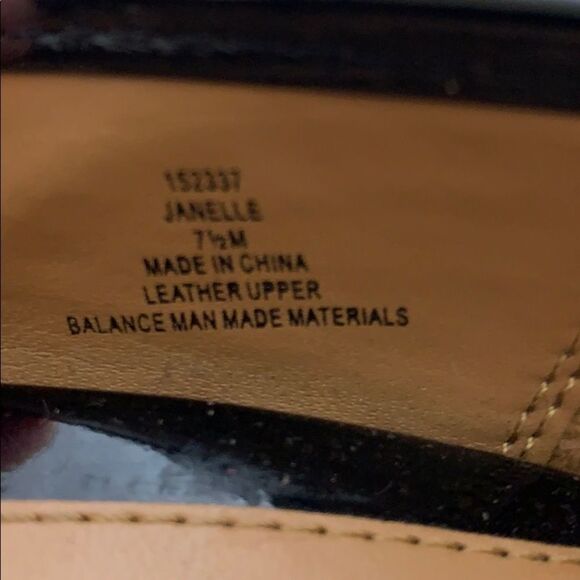 152337
JANELLE
7½M
MADE IN CHINA
LEATHER UPPER
BALANCE MAN MADE MATERIALS